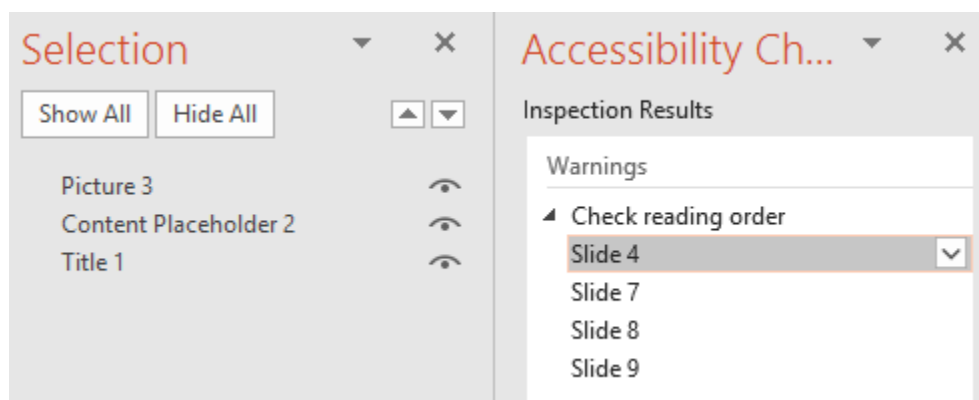 Selection
Show All Hide All
Picture 3
Content Placeholder 2
Title 1
Accessibility Ch...
Inspection Results
Warnings
Check reading order
Slide 4
Slide 7
Slide 8
Slide 9